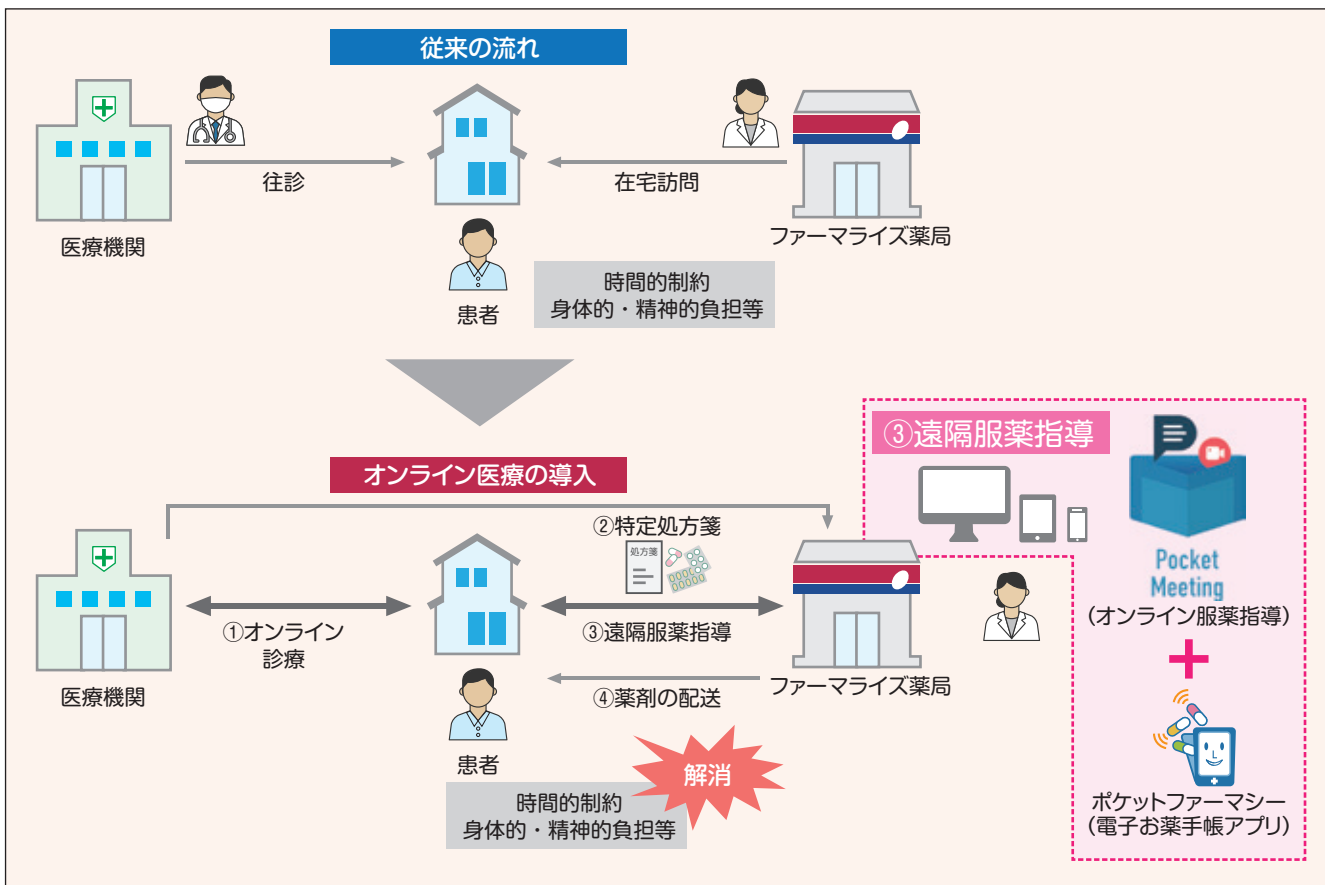 従来の流れ
往診
在宅訪問
医療機関
ファーマライズ薬局
患者
時間的制約
身体的・精神的負担等
オンライン医療の導入
②特定処方箋
処方箋
①オンライン
診療
③遠隔服薬指導
医療機関
④薬剤の配送
ファーマライズ薬局
患者
解消
時間的制約
身体的・精神的負担等
③遠隔服薬指導
Pocket
Meeting
(オンライン服薬指導)
+
ポケットファーマシー
(電子お薬手帳アプリ)